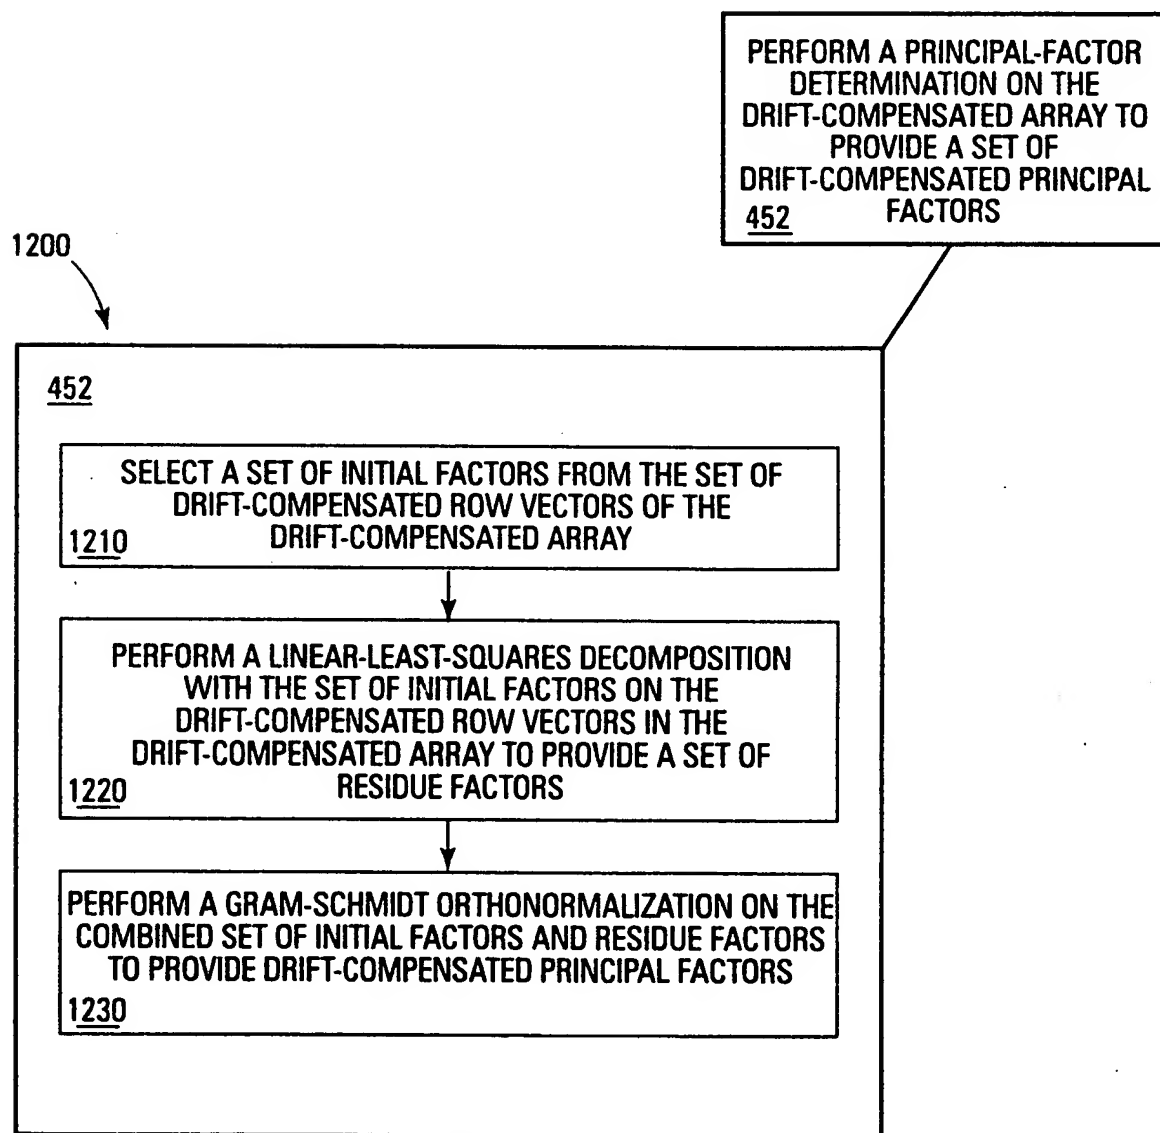 PERFORM A PRINCIPAL-FACTOR
DETERMINATION ON THE
DRIFT-COMPENSATED ARRAY TO
PROVIDE A SET OF
DRIFT-COMPENSATED PRINCIPAL
452 FACTORS
1200
452
SELECT A SET OF INITIAL FACTORS FROM THE SET OF
DRIFT-COMPENSATED ROW VECTORS OF THE
1210 DRIFT-COMPENSATED ARRAY
PERFORM A LINEAR-LEAST-SQUARES DECOMPOSITION
WITH THE SET OF INITIAL FACTORS ON THE
DRIFT-COMPENSATED ROW VECTORS IN THE
DRIFT-COMPENSATED ARRAY TO PROVIDE A SET OF
1220 RESIDUE FACTORS
PERFORM A GRAM-SCHMIDT ORTHONORMALIZATION ON THE
COMBINED SET OF INITIAL FACTORS AND RESIDUE FACTORS
TO PROVIDE DRIFT-COMPENSATED PRINCIPAL FACTORS
1230